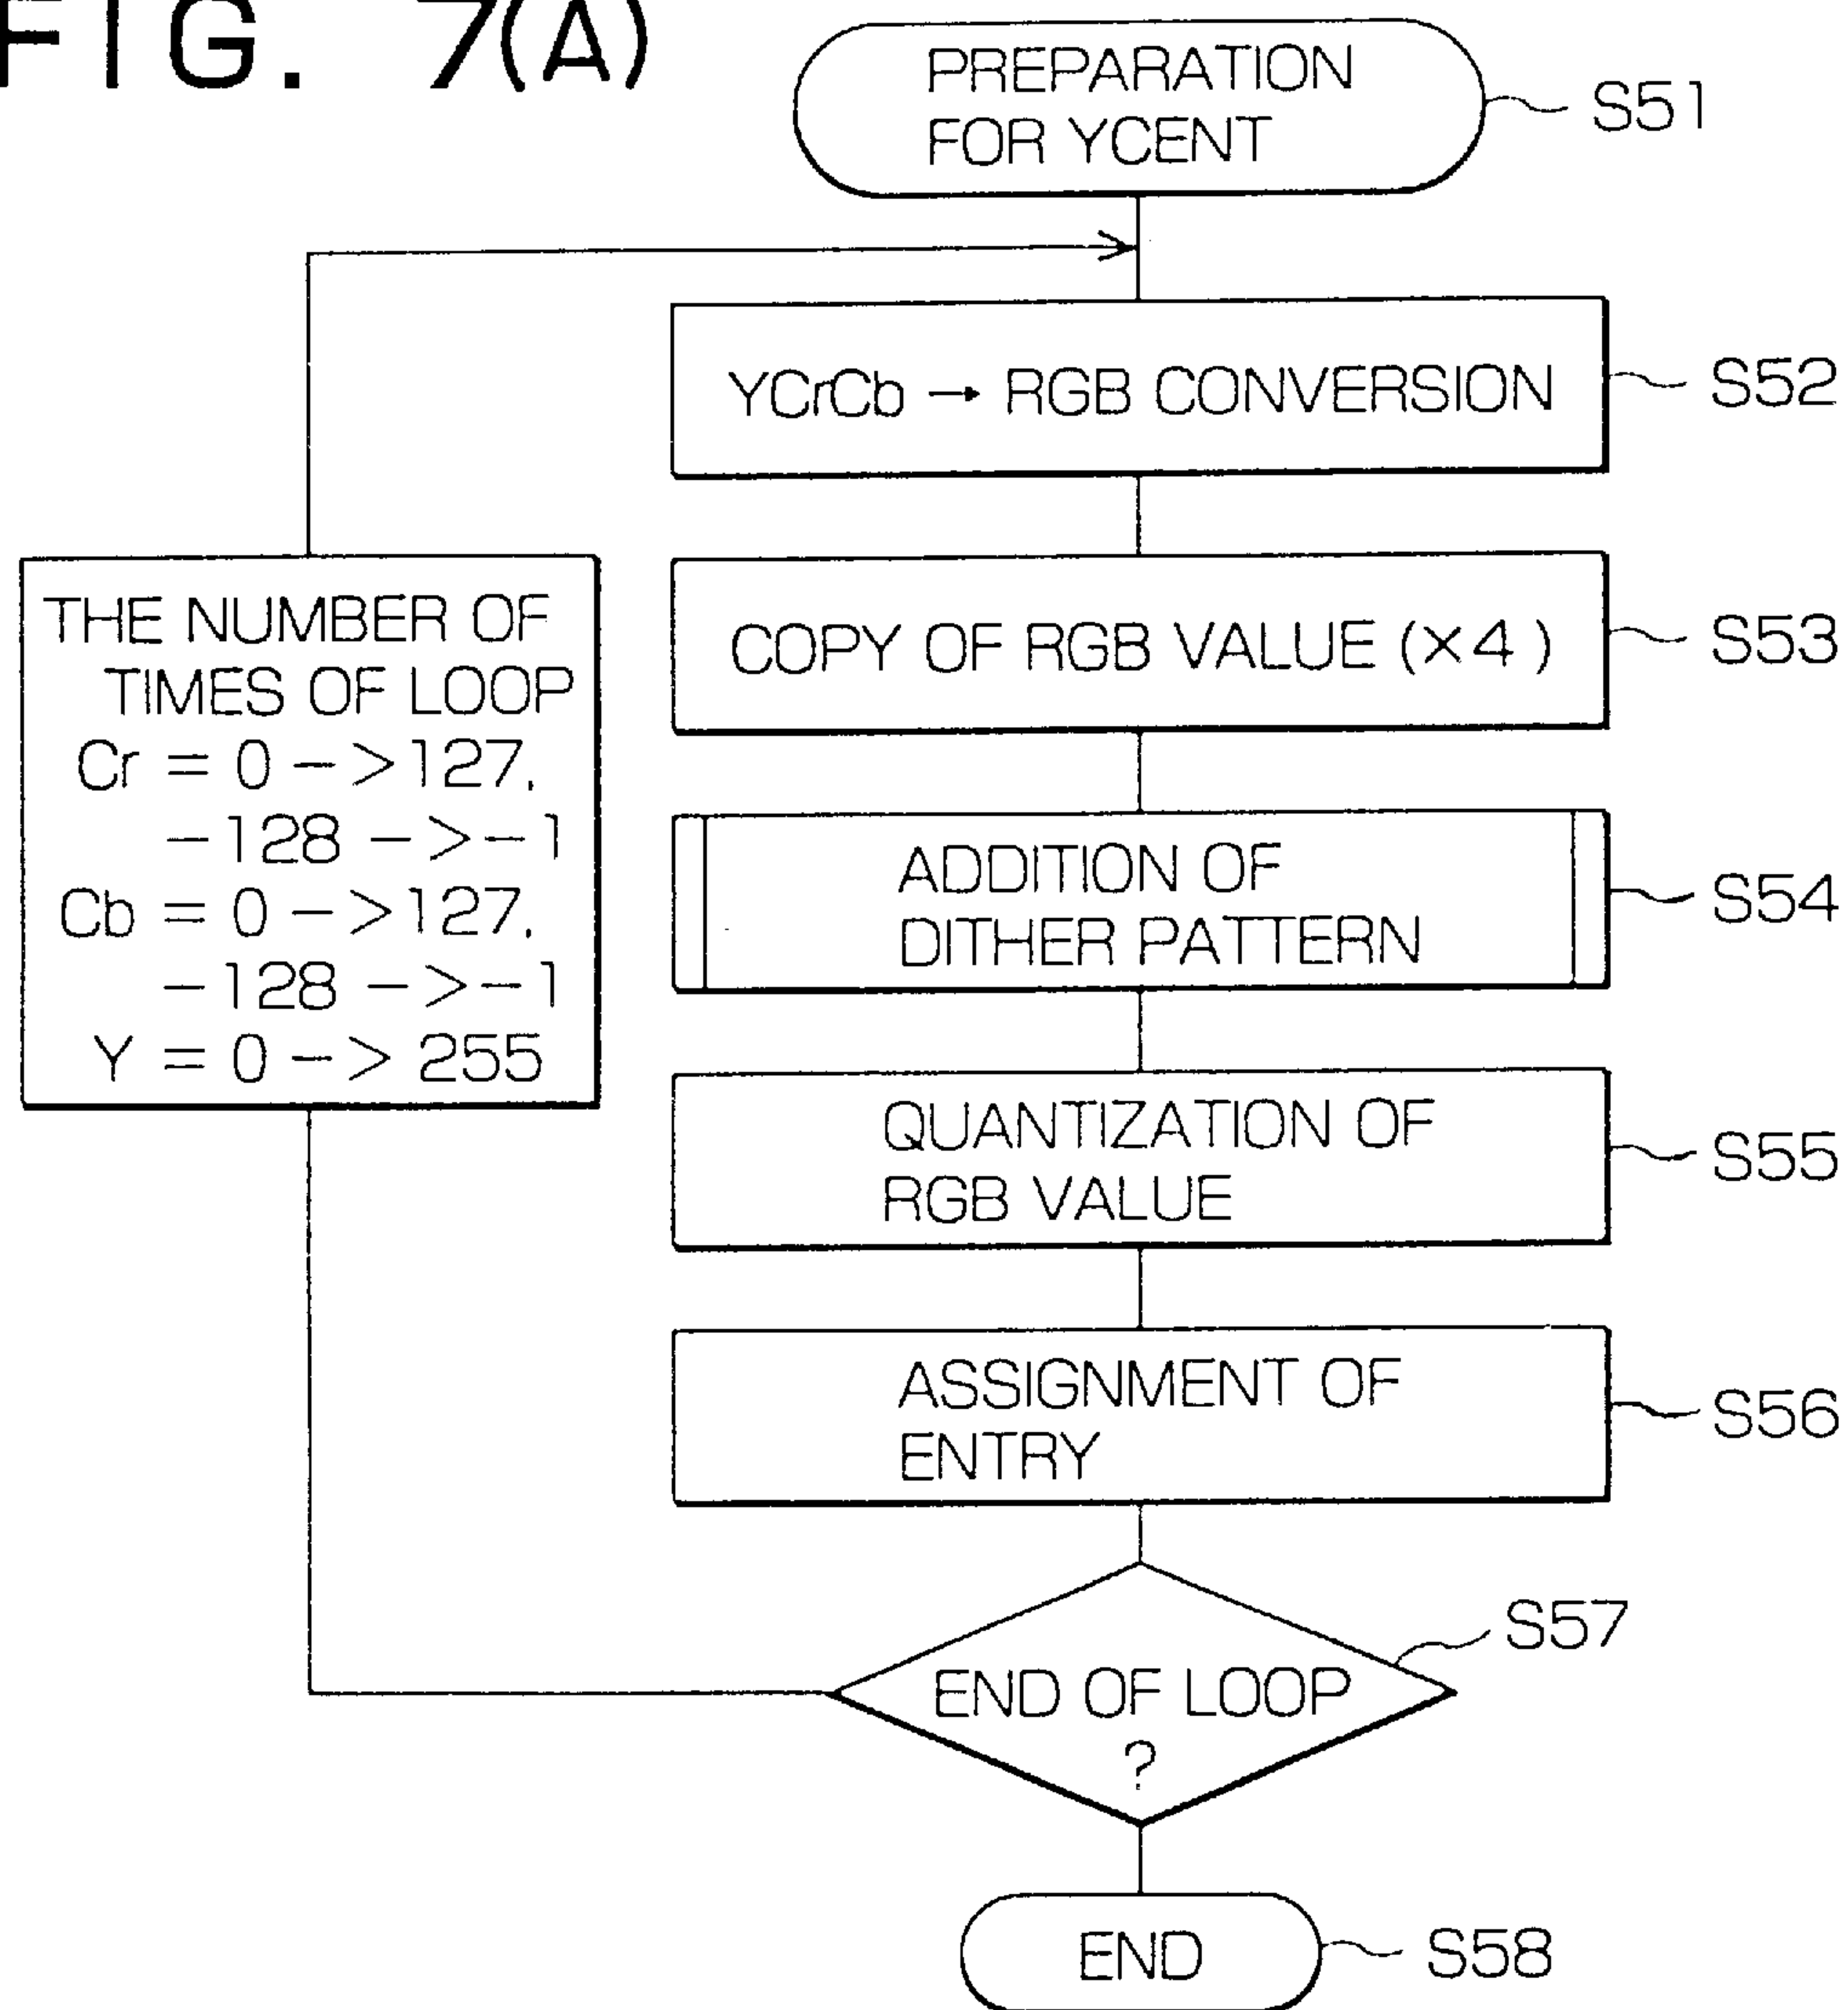 FIG. 7(A)
PREPARATION
FOR YCENT
S51
YCrCb → RGB CONVERSION
S52
THE NUMBER OF
TIMES OF LOOP
Cr = 0 -> 127,
-128 -> -1
Cb = 0 -> 127,
-128 -> -1
Y = 0 -> 255
COPY OF RGB VALUE (×4)
S53
ADDITION OF
DITHER PATTERN
S54
QUANTIZATION OF
RGB VALUE
S55
ASSIGNMENT OF
ENTRY
S56
END OF LOOP
?
S57
END
S58